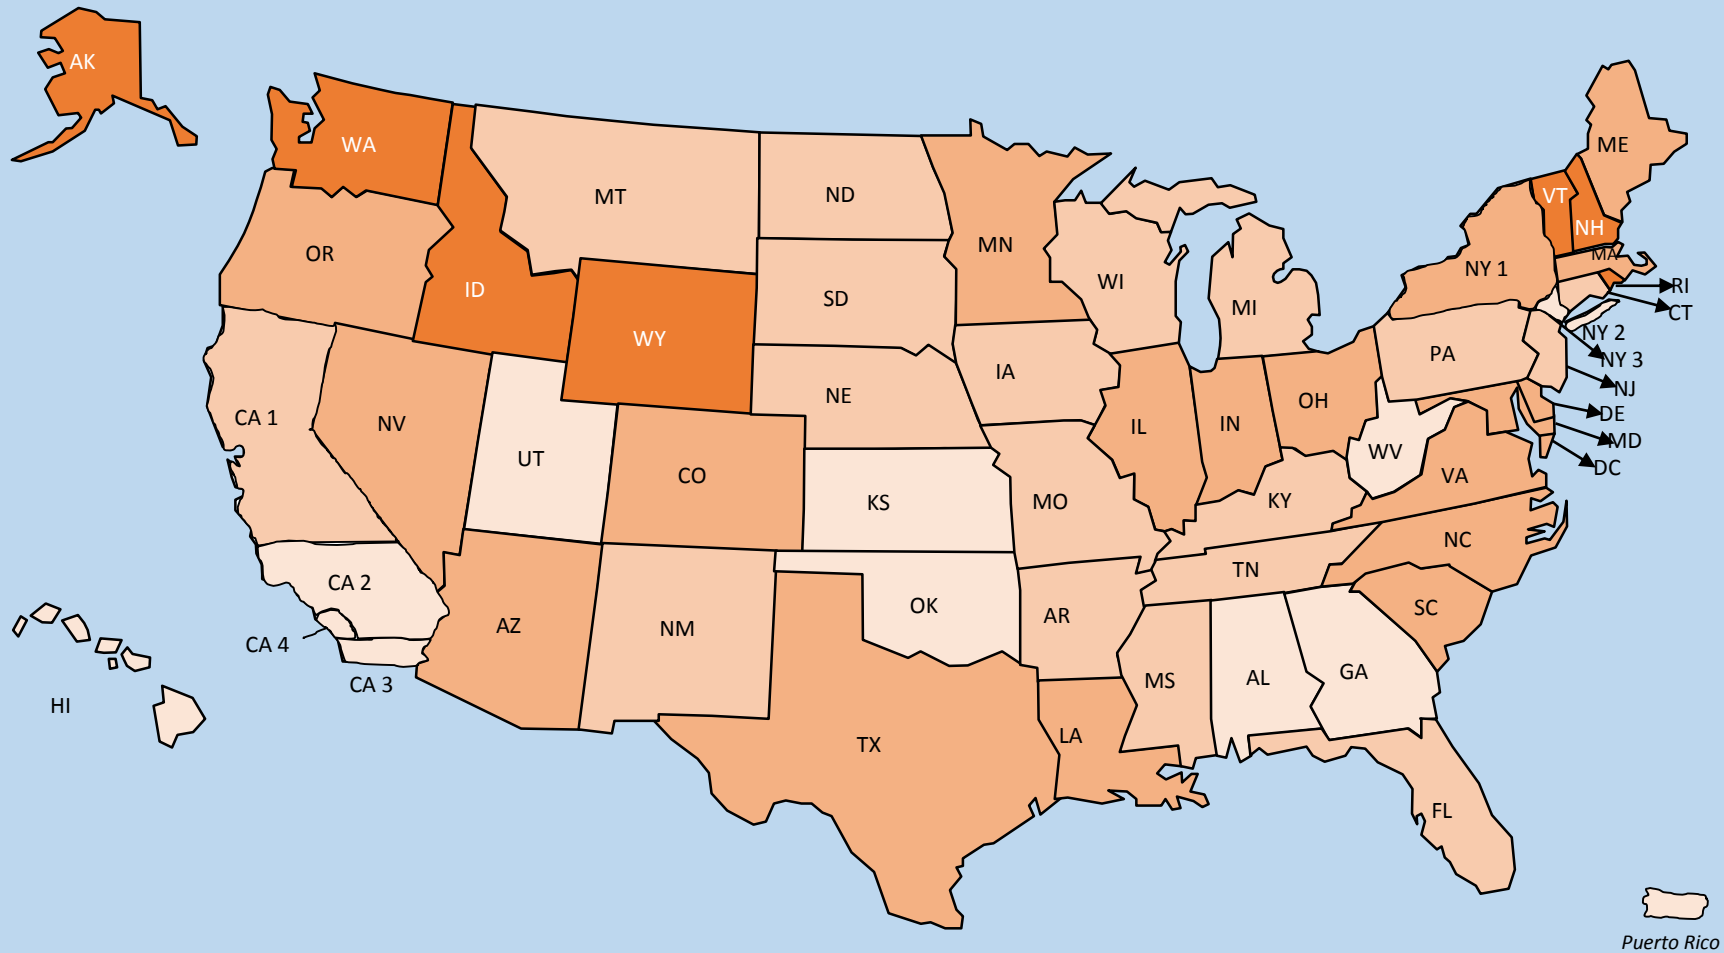 AK
WA
MT
ND
MN
ME
VT
NH
MA
OR
ID
WY
SD
WI
MI
NY 1
RI
CT
NY 2
NY 3
NJ
PA
IA
NE
CA 1
NV
UT
CO
KS
MO
IL
IN
OH
WV
VA
DE
MD
DC
KY
NC
TN
SC
CA 2
CA 4
CA 3
AZ
NM
OK
AR
MS
AL
GA
HI
TX
LA
FL
Puerto Rico